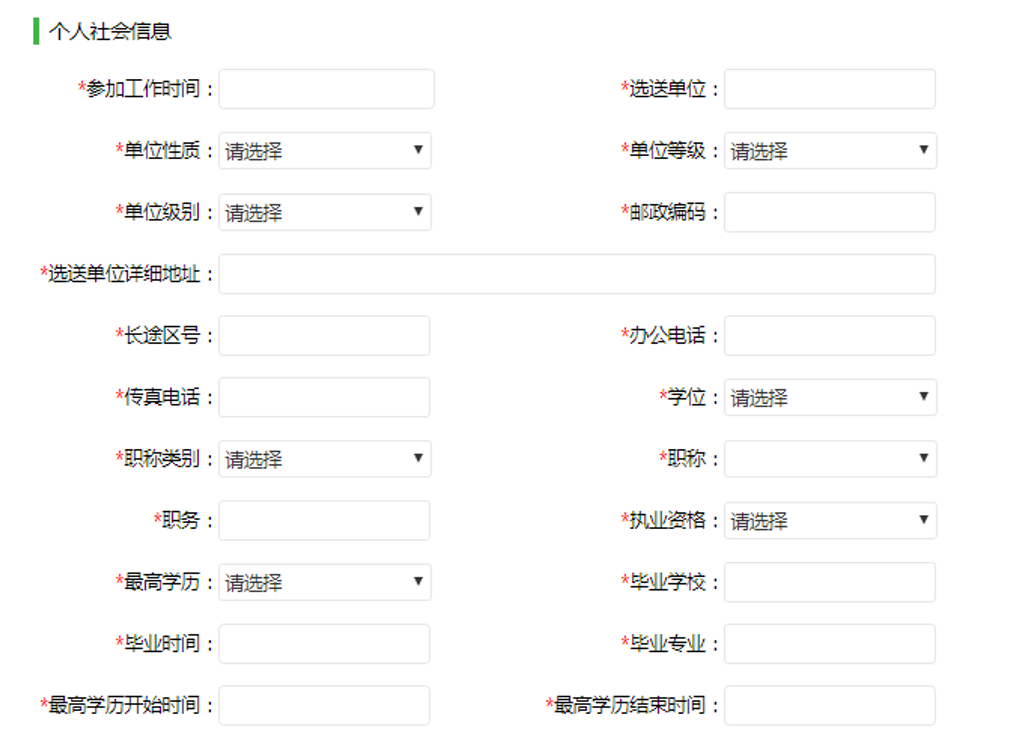 个人社会信息
*参加工作时间： *选送单位：
*单位性质：请选择 *单位等级：请选择
*单位级别：请选择 *邮政编码：
*选送单位详细地址：
*长途区号： *办公电话：
*传真电话： *学位：请选择
*职称类别：请选择 *职称：
*职务： *执业资格：请选择
*最高学历：请选择 *毕业学校：
*毕业时间： *毕业专业：
*最高学历开始时间： *最高学历结束时间：